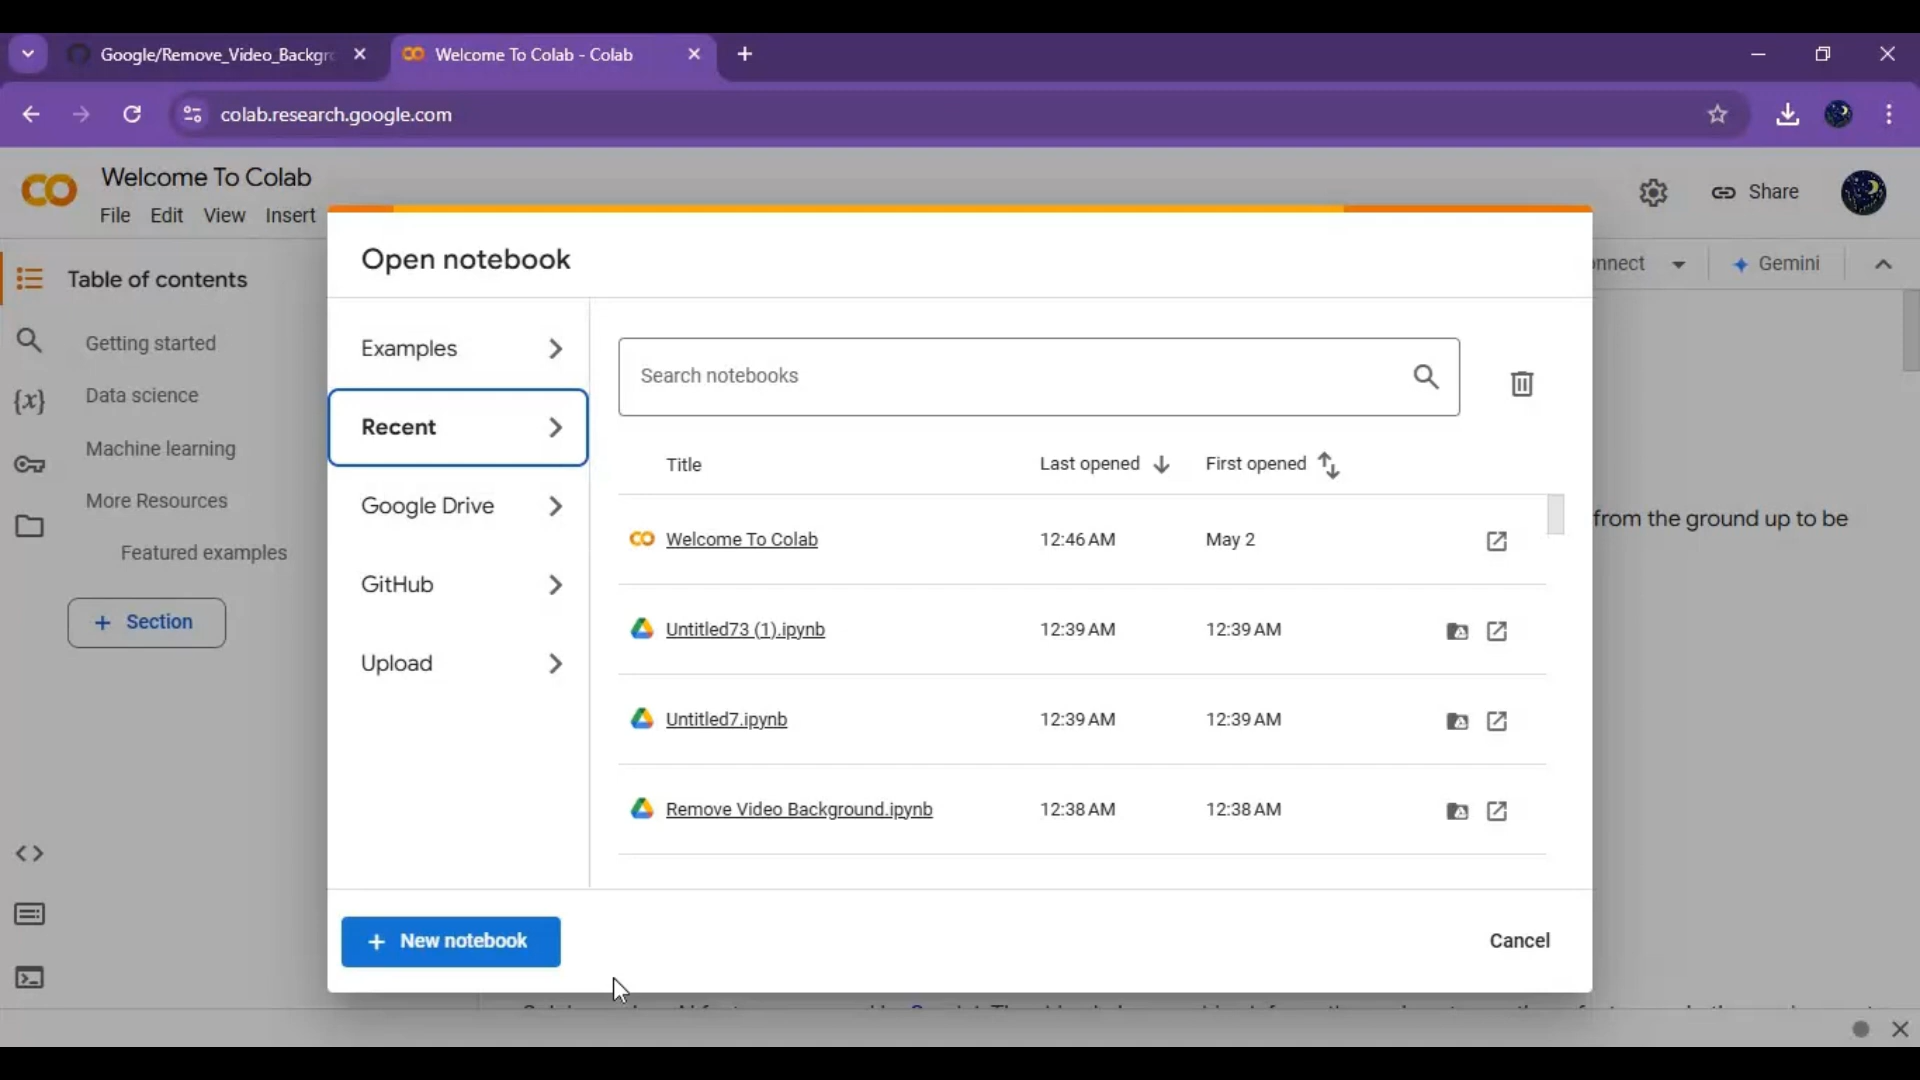 Google/Remove_Video_Backgr
Welcome To Colab - Colab
colab.research.google.com
Welcome To Colab
File Edit View Insert
Share
Open notebook
nnect
Gemini
Table of contents
Getting started
Data science
Machine learning
More Resources
Featured examples
+ Section
Examples
Recent
Google Drive
GitHub
Upload
Search notebooks
Title Last opened First opened
Welcome To Colab 12:46 AM May 2
Untitled73 (1).ipynb 12:39 AM 12:39 AM
Untitled7.ipynb 12:39 AM 12:39 AM
Remove Video Background.ipynb 12:38 AM 12:38 AM
from the ground up to be
+ New notebook
Cancel